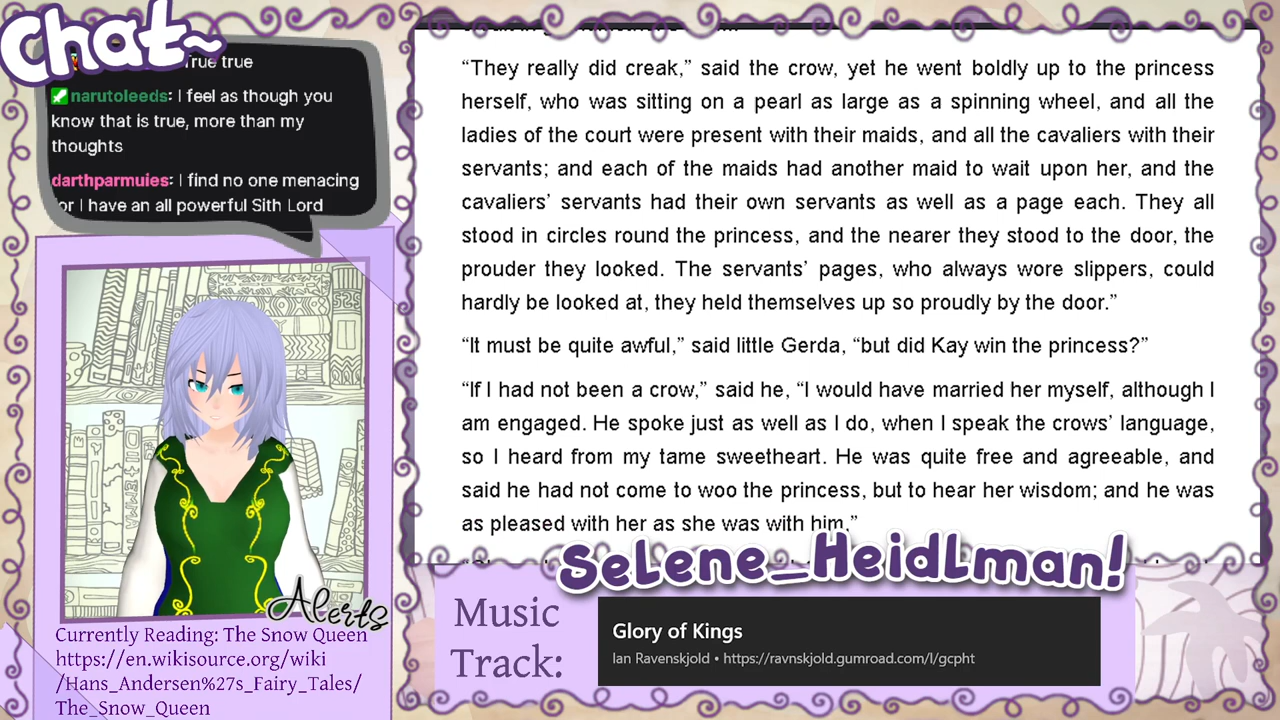 Chat~
True true
narutoleeds: I feel as though you
know that is true, more than my
thoughts
darthparmuies: I find no one menacing
for I have an all powerful Sith Lord
“They really did creak,” said the crow, yet he went boldly up to the princess
herself, who was sitting on a pearl as large as a spinning wheel, and all the
ladies of the court were present with their maids, and all the cavaliers with their
servants; and each of the maids had another maid to wait upon her, and the
cavaliers’ servants had their own servants as well as a page each. They all
stood in circles round the princess, and the nearer they stood to the door, the
prouder they looked. The servants’ pages, who always wore slippers, could
hardly be looked at, they held themselves up so proudly by the door.”
“It must be quite awful,” said little Gerda, “but did Kay win the princess?”
“If I had not been a crow,” said he, “I would have married her myself, although I
am engaged. He spoke just as well as I do, when I speak the crows’ language,
so I heard from my tame sweetheart. He was quite free and agreeable, and
said he had not come to woo the princess, but to hear her wisdom; and he was
as pleased with her as she was with him.”
Selene_Heidlman!
Alerts
Currently Reading: The Snow Queen
https://en.wikisource.org/wiki
/Hans_Andersen%27s_Fairy_Tales/
The_Snow_Queen
Music
Track:
Glory of Kings
Ian Ravenskjold • https://ravnskjold.gumroad.com/l/gcpht